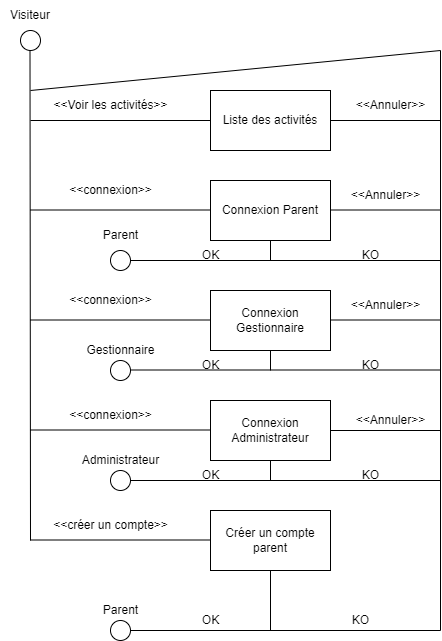 Visiteur
<<Voir les activités>>
Liste des activités
<<Annuler>>
<<connexion>>
Connexion Parent
<<Annuler>>
Parent
OK
KO
<<connexion>>
Connexion
Gestionnaire
<<Annuler>>
Gestionnaire
OK
KO
<<connexion>>
Connexion
Administrateur
<<Annuler>>
Administrateur
OK
KO
<<créer un compte>>
Créer un compte
parent
Parent
OK
KO